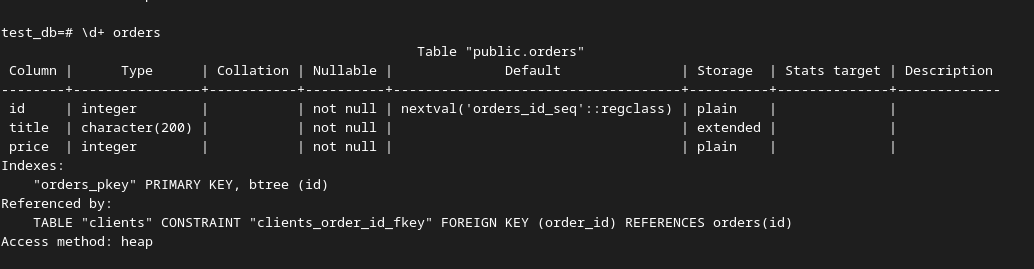 test_db=# \d+ orders
                                                     Table "public.orders"
 Column |      Type      | Collation | Nullable |              Default               | Storage  | Stats target | Description
--------+----------------+-----------+----------+------------------------------------+----------+--------------+-------------
 id     | integer        |           | not null | nextval('orders_id_seq'::regclass) | plain    |              |
 title  | character(200) |           | not null |                                    | extended |              |
 price  | integer        |           | not null |                                    | plain    |              |
Indexes:
    "orders_pkey" PRIMARY KEY, btree (id)
Referenced by:
    TABLE "clients" CONSTRAINT "clients_order_id_fkey" FOREIGN KEY (order_id) REFERENCES orders(id)
Access method: heap